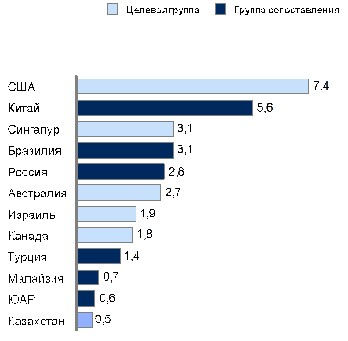 Целевая группа Группа сопоставления
США 7.4
Китай 5,6
Сингапур 3,1
Бразилия 3,1
Россия 2,8
Австралия 2,7
Израиль 1,9
Канада 1,8
Турция 1,4
Малайзия 0,7
ЮАР 0,6
Казахстан 0,5